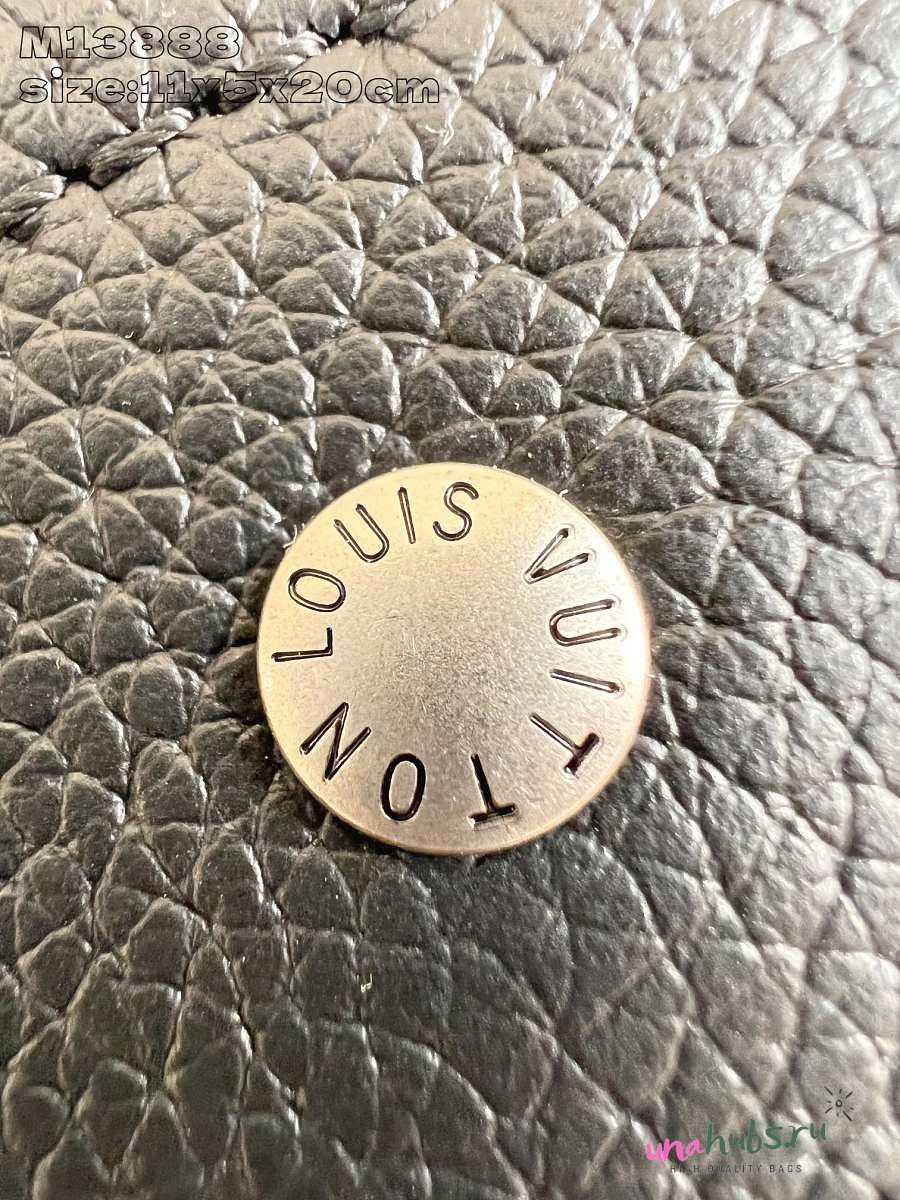 M13888
size:11x5x20cm
LOUIS VUITTON
unahubs.ru
HIGH QUALITY BAGS